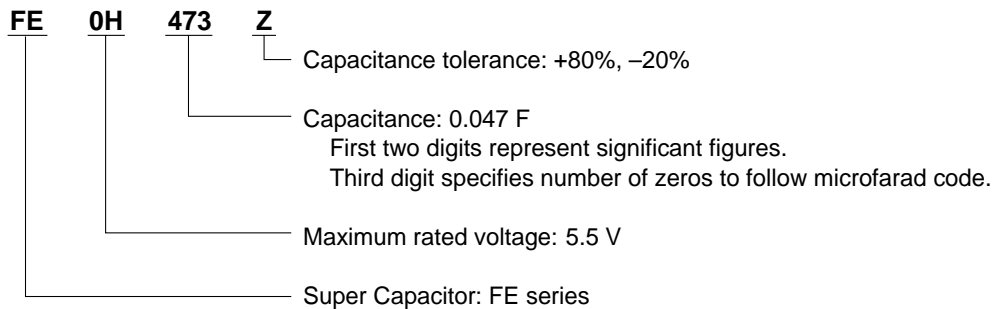 FE 0H 473 Z
Capacitance tolerance: +80%, –20%
Capacitance: 0.047 F
First two digits represent significant figures.
Third digit specifies number of zeros to follow microfarad code.
Maximum rated voltage: 5.5 V
Super Capacitor: FE series